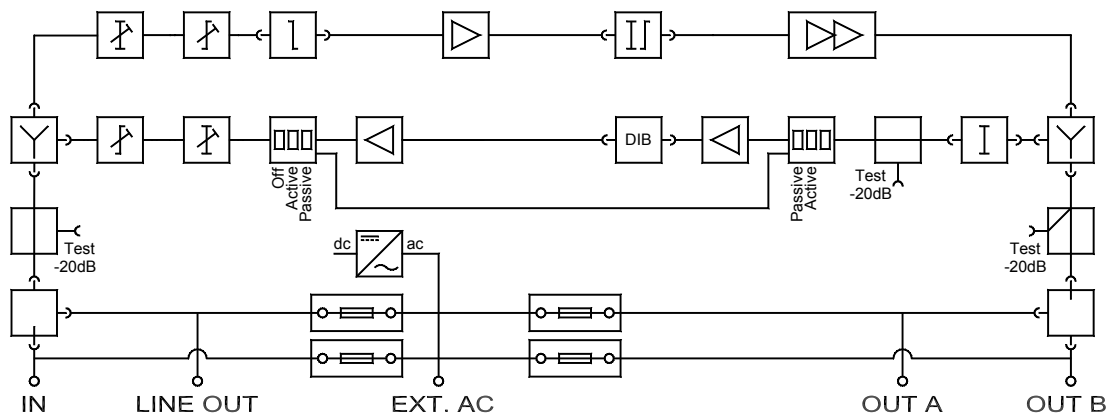 DIB
Off
Active
Passive
Passive
Active
Test
-20dB
Test
-20dB
dc
ac
Test
-20dB
IN
LINE OUT
EXT. AC
OUT A
OUT B